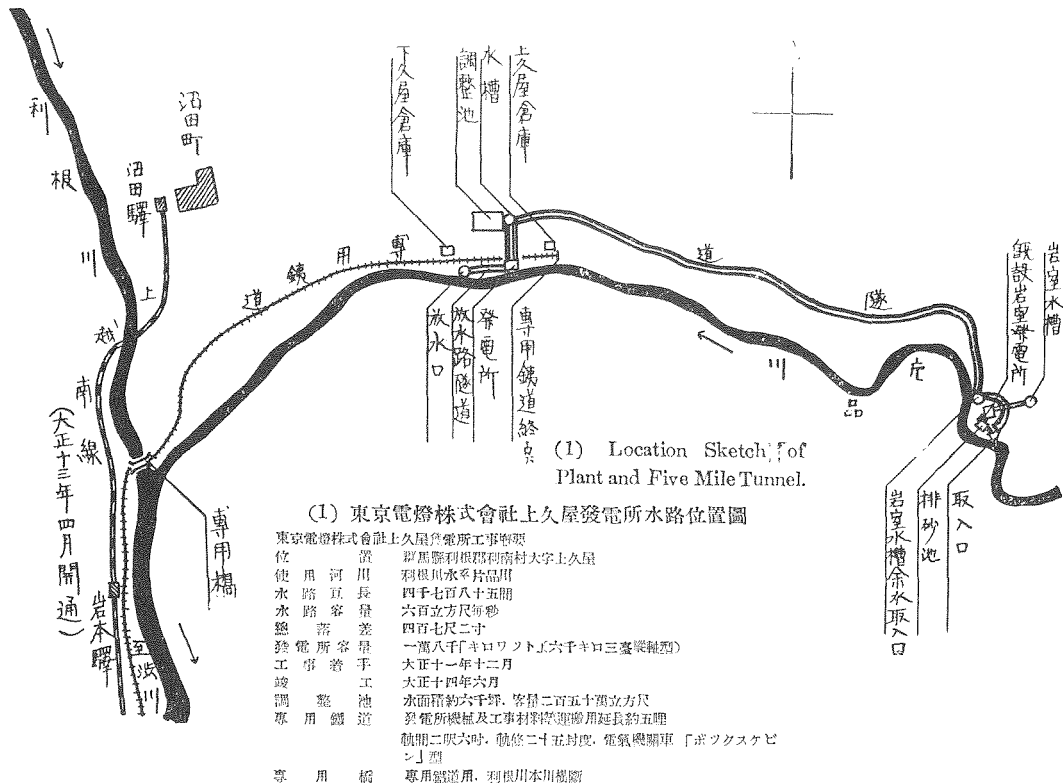 利根川
沼田町
沼田驛
上越南線
(大正十三年四月開通)
岩本驛
至渋川
専用橋
専用鉄道
下久屋倉庫
調整池
水槽
上久屋倉庫
放水口
放水路隧道
発電所
専用鉄道終点
隧道
片品川
岩室水槽
既設岩室発電所
取入口
排砂池
岩室水槽余水取入口
(1) Location Sketch of
Plant and Five Mile Tunnel.
(1) 東京電燈株式會社上久屋發電所水路位置圖
東京電燈株式會社上久屋發電所工事概要
位置 群馬縣利根郡利南村大字上久屋
使用河川 利根川水系片品川
水路亘長 四千七百八十五間
水路容量 六百立方尺毎秒
總落差 四百七尺二寸
發電所容量 一萬八千「キロワット」(六千キロ三臺縱軸型)
工事着手 大正十一年十二月
竣工 大正十四年六月
調整池 水面積約六千坪、容量二百五十萬立方尺
專用鐵道 發電所機械及工事材料運搬用延長約五哩
軌間二呎六吋、軌條二十五封度、電氣機關車 「ボックスケビ
ン」型
專用橋 專用鐵道用、利根川本川橫斷